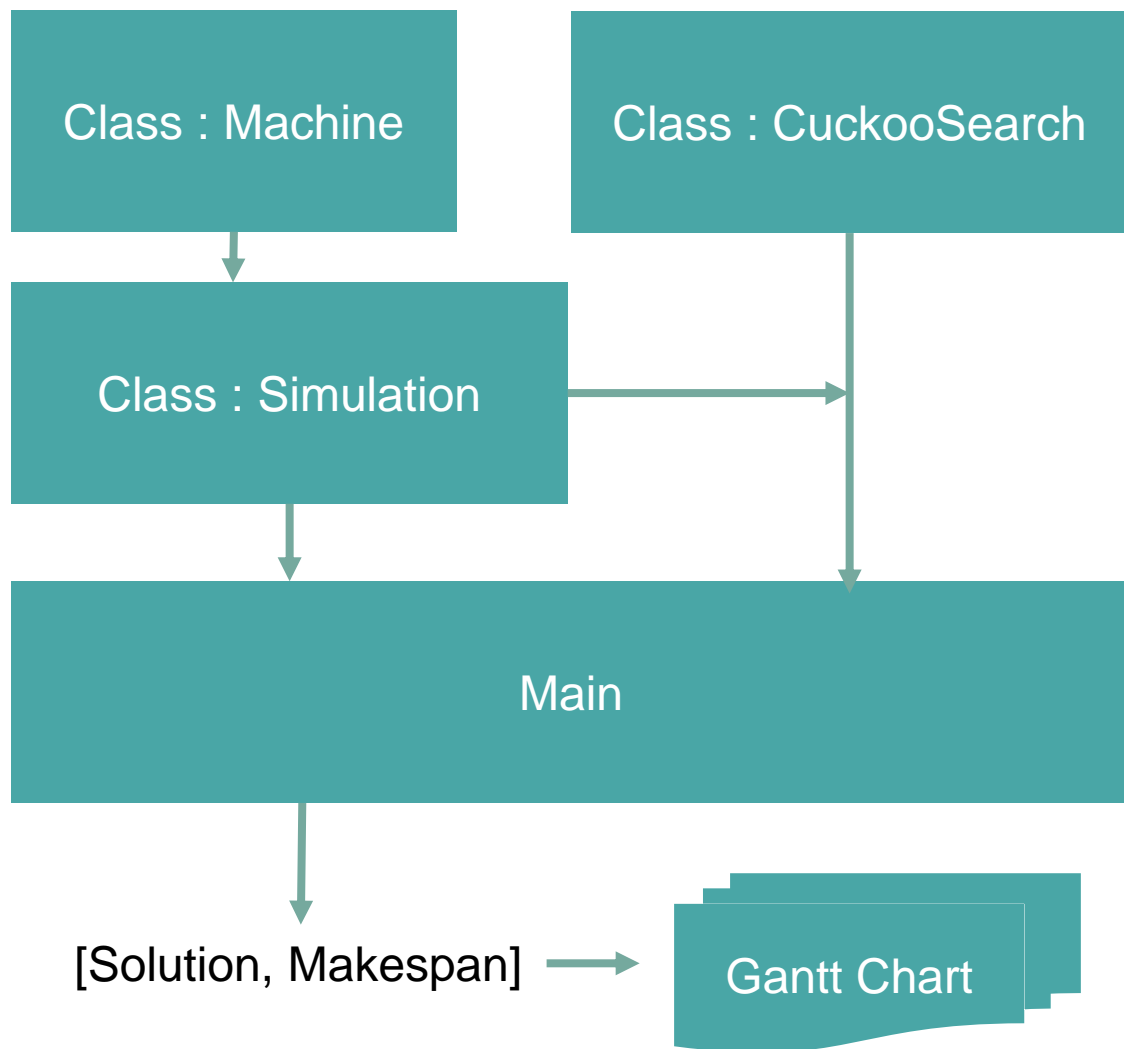 Class : Machine
Class : CuckooSearch
Class : Simulation
Main
[Solution, Makespan]
Gantt Chart